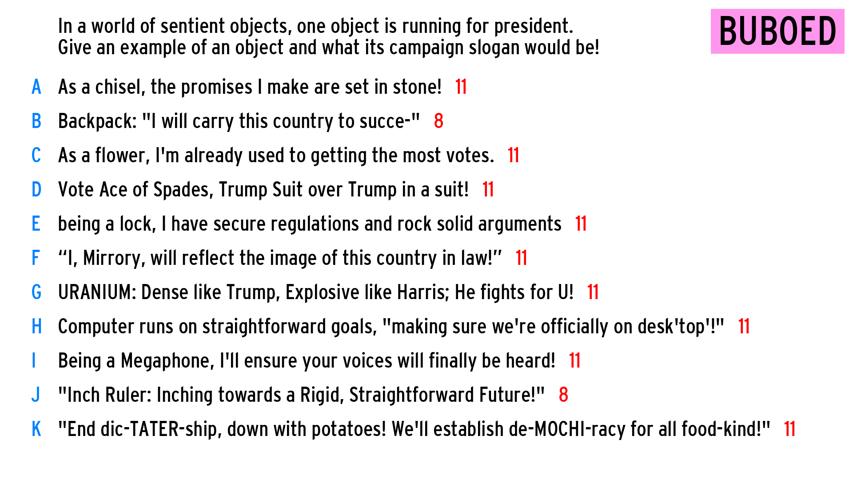 In a world of sentient objects, one object is running for president.
Give an example of an object and what its campaign slogan would be!
BUBOED
A As a chisel, the promises I make are set in stone! 11
B Backpack: "I will carry this country to succe-" 8
C As a flower, I'm already used to getting the most votes. 11
D Vote Ace of Spades, Trump Suit over Trump in a suit! 11
E being a lock, I have secure regulations and rock solid arguments 11
F “I, Mirrory, will reflect the image of this country in law!” 11
G URANIUM: Dense like Trump, Explosive like Harris; He fights for U! 11
H Computer runs on straightforward goals, "making sure we're officially on desk'top'!" 11
I Being a Megaphone, I'll ensure your voices will finally be heard! 11
J "Inch Ruler: Inching towards a Rigid, Straightforward Future!" 8
K "End dic-TATER-ship, down with potatoes! We'll establish de-MOCHI-racy for all food-kind!" 11